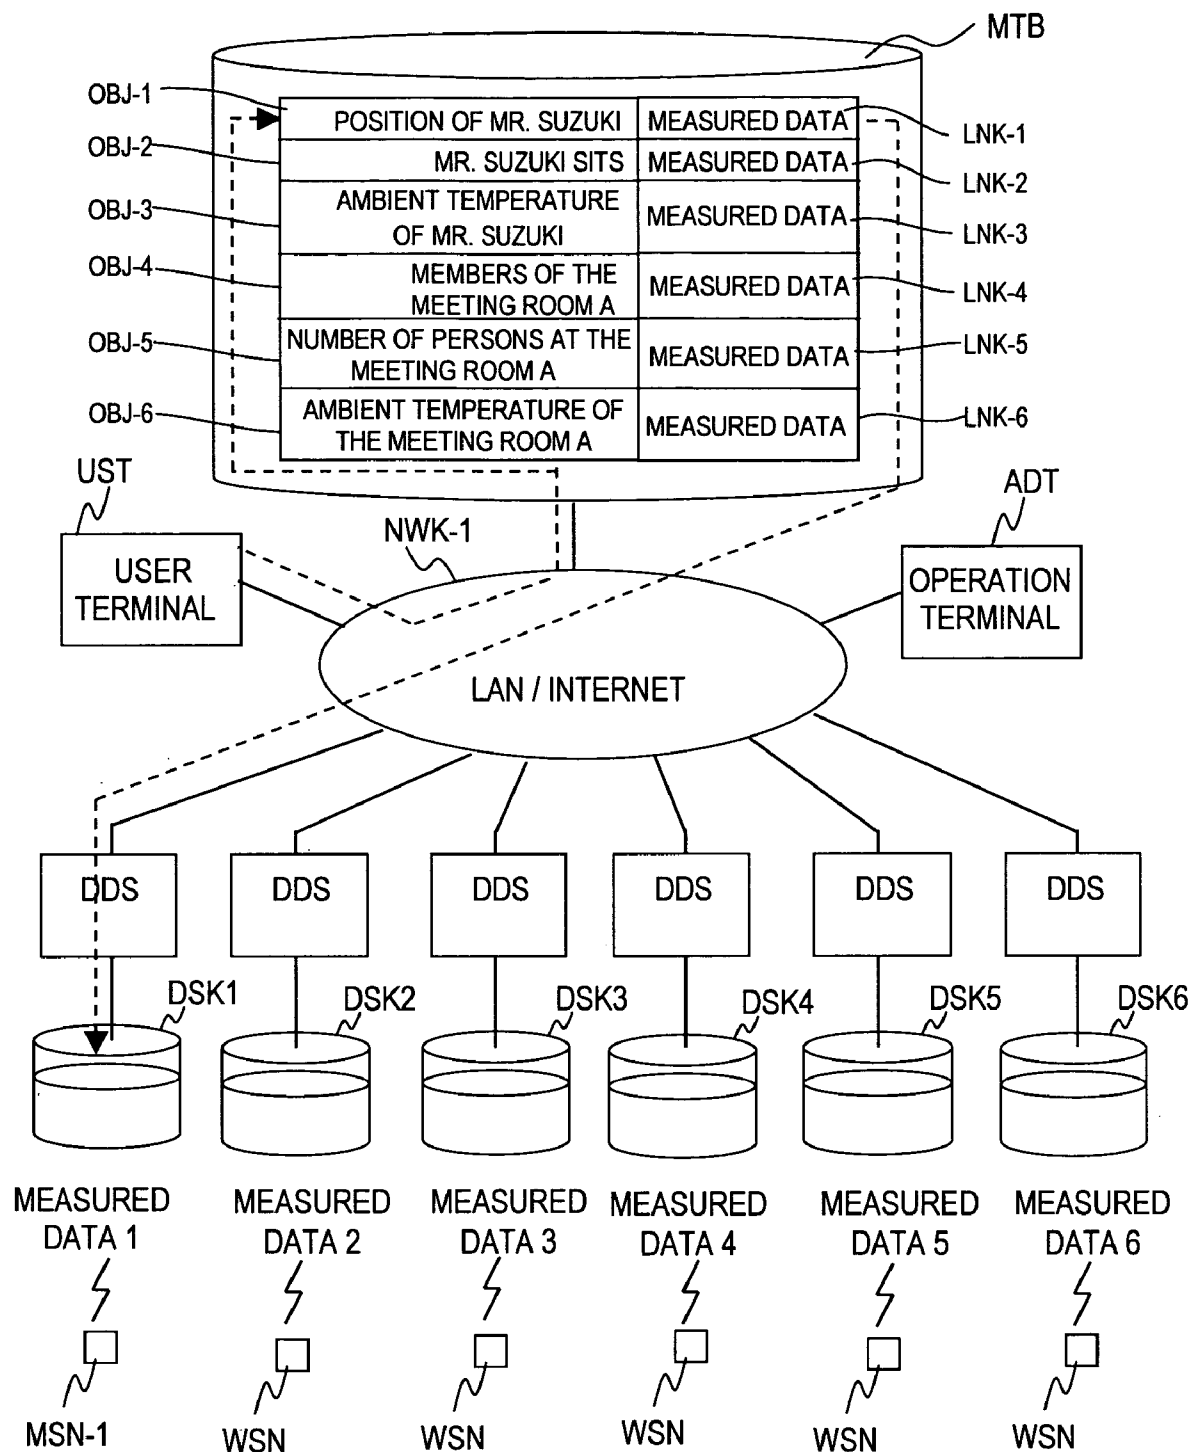 MTB
OBJ-1
POSITION OF MR. SUZUKI
MEASURED DATA
LNK-1
OBJ-2
MR. SUZUKI SITS
MEASURED DATA
LNK-2
OBJ-3
AMBIENT TEMPERATURE
OF MR. SUZUKI
MEASURED DATA
LNK-3
OBJ-4
MEMBERS OF THE
MEETING ROOM A
MEASURED DATA
LNK-4
OBJ-5
NUMBER OF PERSONS AT THE
MEETING ROOM A
MEASURED DATA
LNK-5
OBJ-6
AMBIENT TEMPERATURE OF
THE MEETING ROOM A
MEASURED DATA
LNK-6
UST
USER
TERMINAL
NWK-1
ADT
OPERATION
TERMINAL
LAN / INTERNET
DDS
DDS
DDS
DDS
DDS
DDS
DSK1
DSK2
DSK3
DSK4
DSK5
DSK6
MEASURED
DATA 1
MEASURED
DATA 2
MEASURED
DATA 3
MEASURED
DATA 4
MEASURED
DATA 5
MEASURED
DATA 6
MSN-1
WSN
WSN
WSN
WSN
WSN